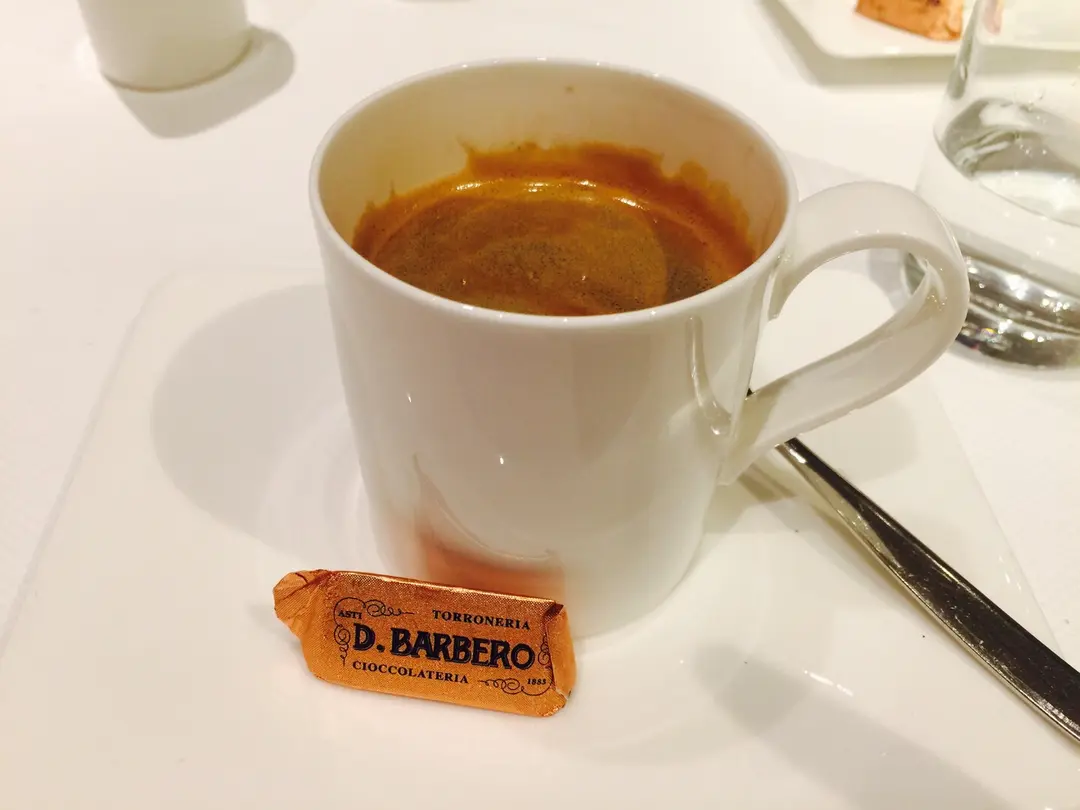 ASTI TORRONERIA
D. BARBERO
CIOCCOLATERIA 1883